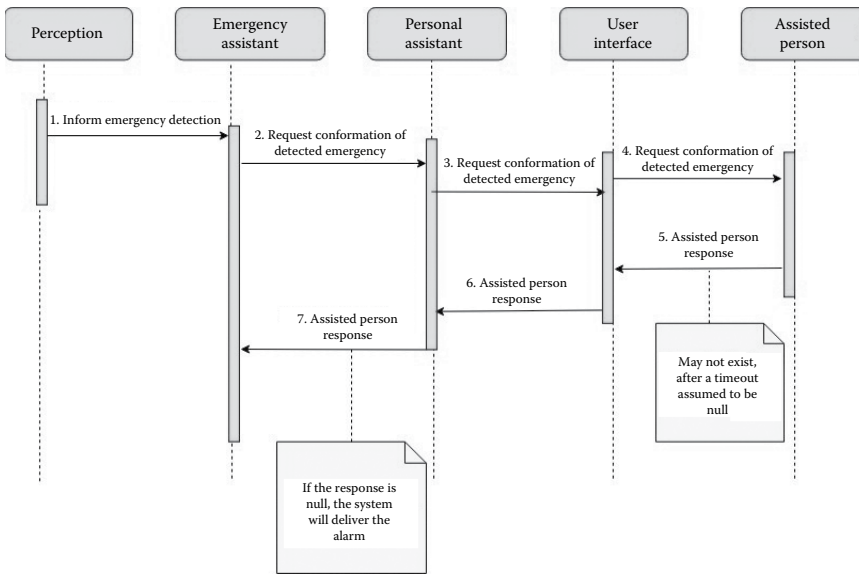 Perception
Emergency
assistant
Personal
assistant
User
interface
Assisted
person
1. Inform emergency detection
2. Request conformation of
detected emergency
3. Request conformation of
detected emergency
4. Request conformation of
detected emergency
5. Assisted person
response
6. Assisted person
response
7. Assisted person
response
May not exist,
after a timeout
assumed to be
null
If the response is
null, the system
will deliver the
alarm